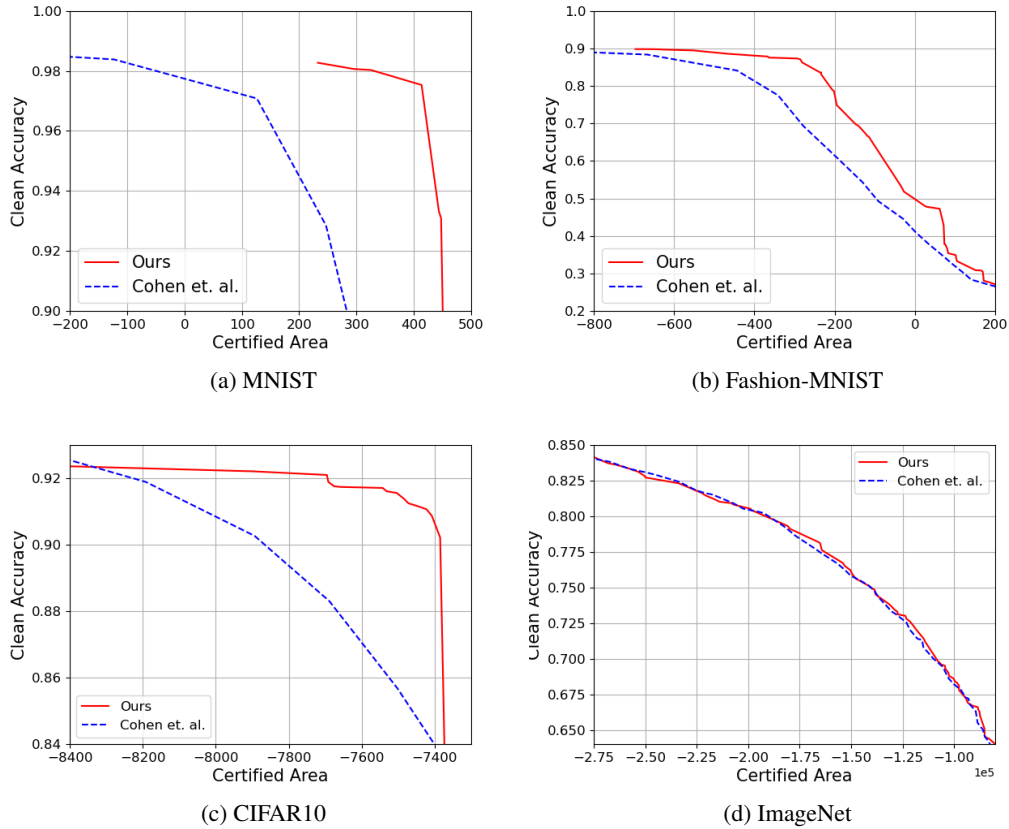 1.00
0.98
0.96
0.94
0.92
0.90
Clean Accuracy
Ours
Cohen et. al.
−200 −100 0 100 200 300 400 500
Certified Area
(a) MNIST
1.0
0.9
0.8
0.7
0.6
0.5
0.4
0.3
0.2
Clean Accuracy
Ours
Cohen et. al.
−800 −600 −400 −200 0 200
Certified Area
(b) Fashion-MNIST
0.92
0.90
0.88
0.86
0.84
Clean Accuracy
Ours
Cohen et. al.
−8400 −8200 −8000 −7800 −7600 −7400
Certified Area
(c) CIFAR10
0.850
0.825
0.800
0.775
0.750
0.725
0.700
0.675
0.650
Clean Accuracy
Ours
Cohen et. al.
−2.75 −2.50 −2.25 −2.00 −1.75 −1.50 −1.25 −1.00
1e5
Certified Area
(d) ImageNet